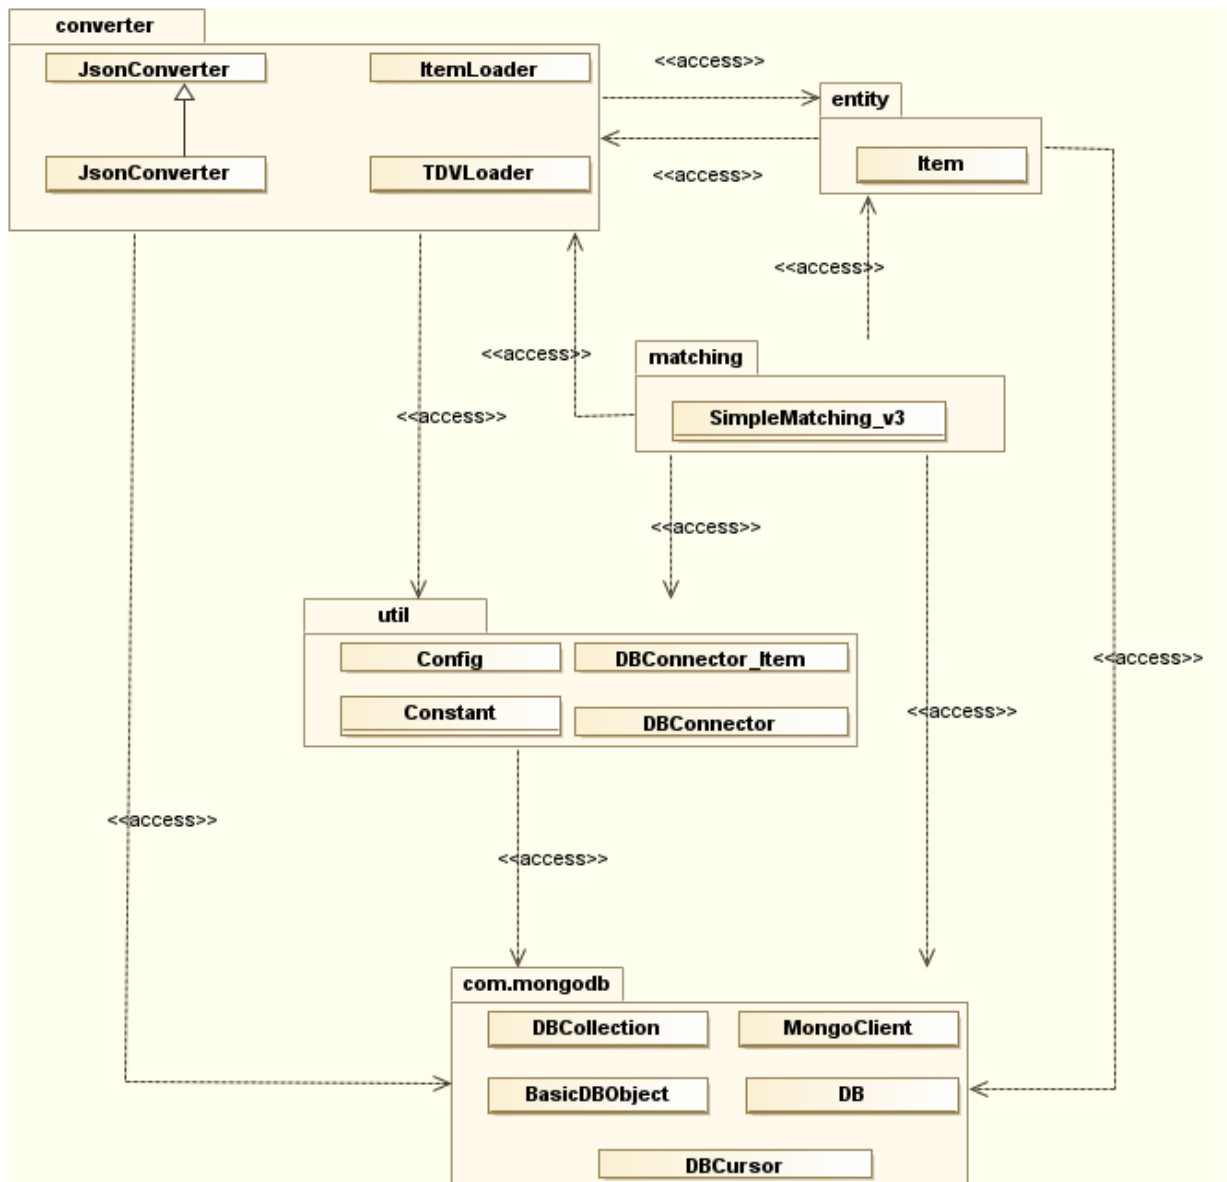 converter
JsonConverter
ItemLoader
JsonConverter
TDVLoader
<<access>>
entity
<<access>>
Item
<<access>>
<<access>>
matching
<<access>>
SimpleMatching_v3
<<access>>
util
Config
DBConnector_Item
<<access>>
Constant
DBConnector
<<access>>
<<access>>
<<access>>
com.mongodb
DBCollection
MongoClient
BasicDBObject
DB
DBCursor